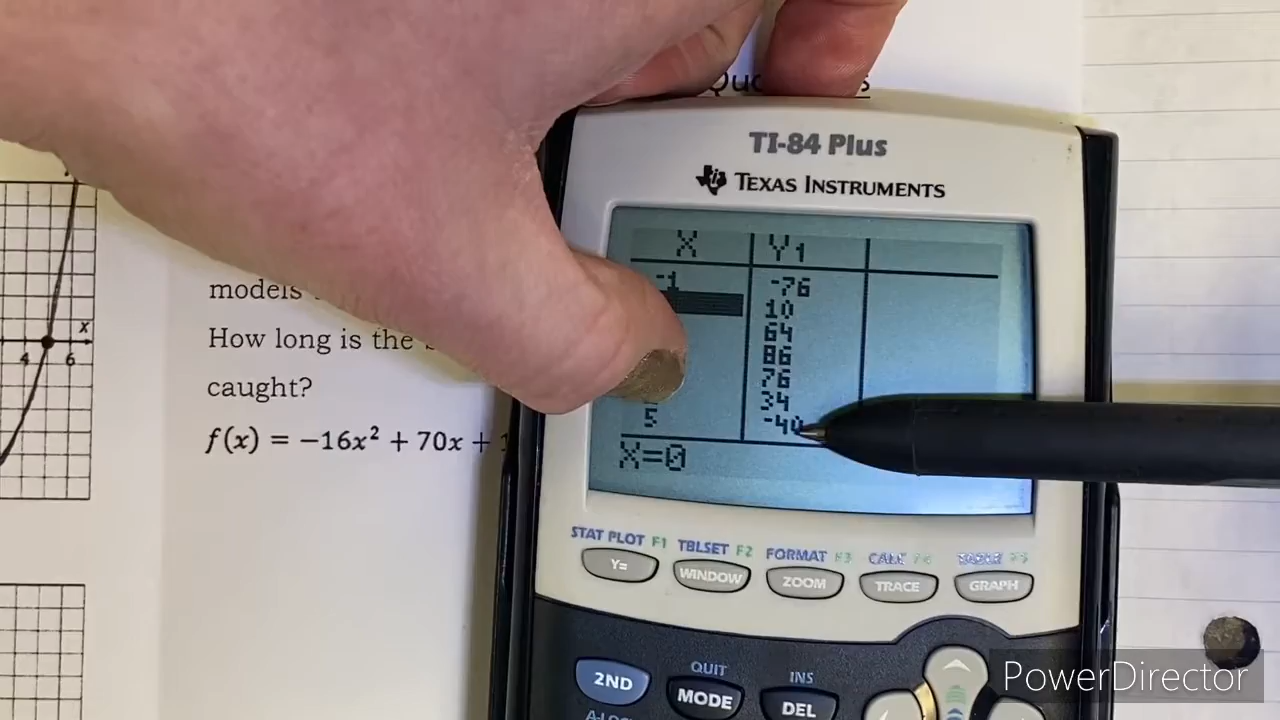 TI-84 Plus
TEXAS INSTRUMENTS
X Y1
-1 -76
10
64
86
76
34
5 -40
X=0
models
How long is the
caught?
f(x) = −16x² + 70x +
x
4 6
STAT PLOT F1 TBLSET F2 FORMAT F3 CALC F4 TABLE F5
Y= WINDOW ZOOM TRACE GRAPH
QUIT INS
2ND MODE DEL
PowerDirector